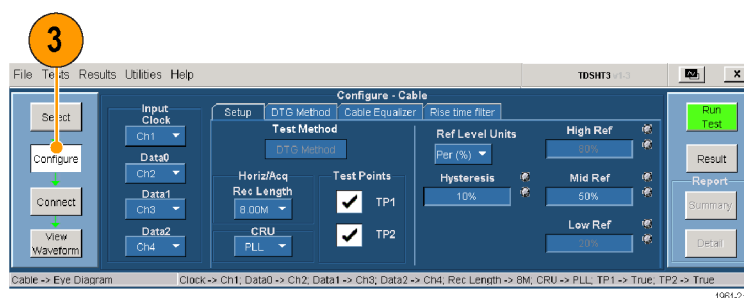 3
File Tests Results Utilities Help
TDSHT3 v1.3
X
Configure - Cable
Select
Configure
Connect
View
Waveform
Input
Clock
Ch1
Data0
Ch2
Data1
Ch3
Data2
Ch4
Setup DTG Method Cable Equalizer Rise time filter
Test Method
DTG Method
Horiz/Acq
Rec Length
8.00M
CRU
PLL
Test Points
TP1
TP2
Ref Level Units
Per (%)
Hysteresis
10%
High Ref
80%
Mid Ref
50%
Low Ref
20%
Run
Test
Result
Report
Summary
Detail
Cable -> Eye Diagram Clock -> Ch1; Data0 -> Ch2; Data1 -> Ch3; Data2 -> Ch4; Rec Length -> 8M; CRU -> PLL; TP1 -> True; TP2 -> True